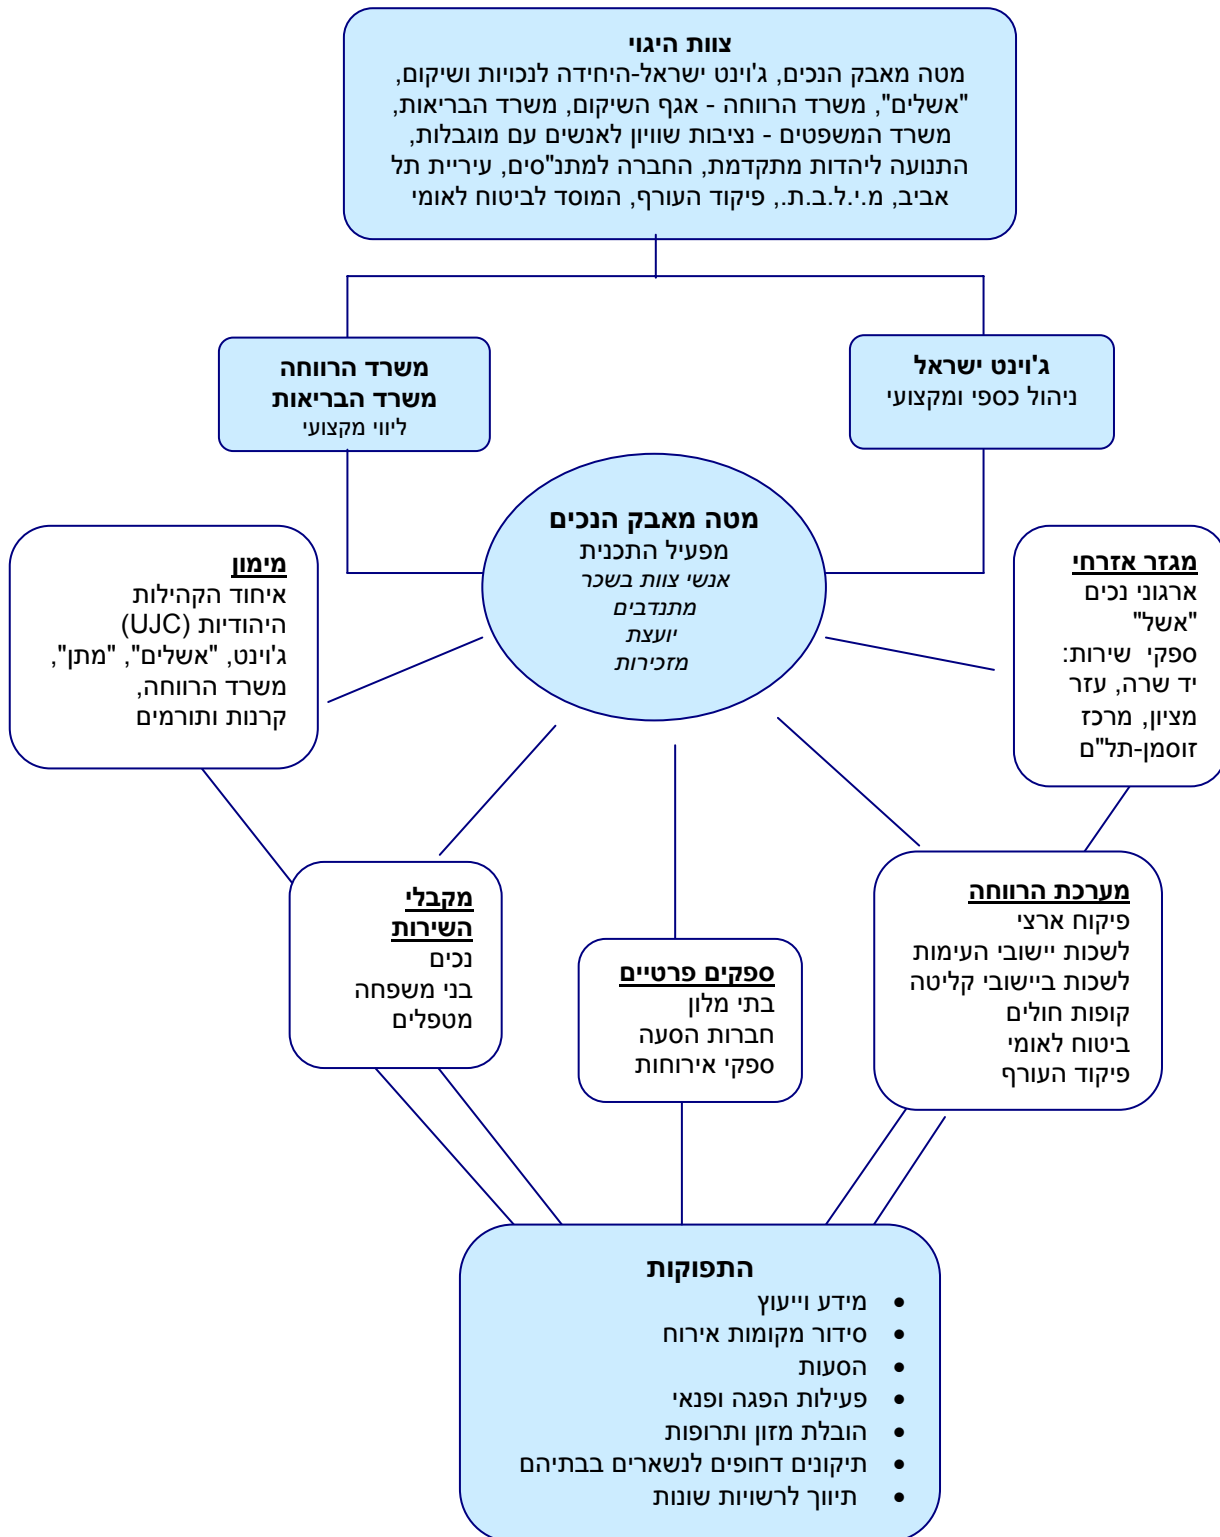 צוות היגוי
מטה מאבק הנכים, ג'וינט ישראל-היחידה לנכויות ושיקום,
"אשלים", משרד הרווחה - אגף השיקום, משרד הבריאות,
משרד המשפטים - נציבות שוויון לאנשים עם מוגבלות,
התנועה ליהדות מתקדמת, החברה למתנ"סים, עיריית תל
אביב, מ.י.ל.ב.ת., פיקוד העורף, המוסד לביטוח לאומי
ג'וינט ישראל
ניהול כספי ומקצועי
משרד הרווחה
משרד הבריאות
ליווי מקצועי
מטה מאבק הנכים
מפעיל התכנית
אנשי צוות בשכר
מתנדבים
יועצת
מזכירות
מגזר אזרחי
ארגוני נכים
"אשל"
ספקי שירות:
יד שרה, עזר
מציון, מרכז
זוסמן-תל"ם
מימון
איחוד הקהילות
היהודיות (UJC)
ג'וינט, "אשלים", "מתן",
משרד הרווחה,
קרנות ותורמים
מערכת הרווחה
פיקוח ארצי
לשכות יישובי העימות
לשכות ביישובי קליטה
קופות חולים
ביטוח לאומי
פיקוד העורף
ספקים פרטיים
בתי מלון
חברות הסעה
ספקי אירוחות
מקבלי
השירות
נכים
בני משפחה
מטפלים
התפוקות
• מידע וייעוץ
• סידור מקומות אירוח
• הסעות
• פעילות הפגה ופנאי
• הובלת מזון ותרופות
• תיקונים דחופים לנשארים בבתיהם
• תיווך לרשויות שונות